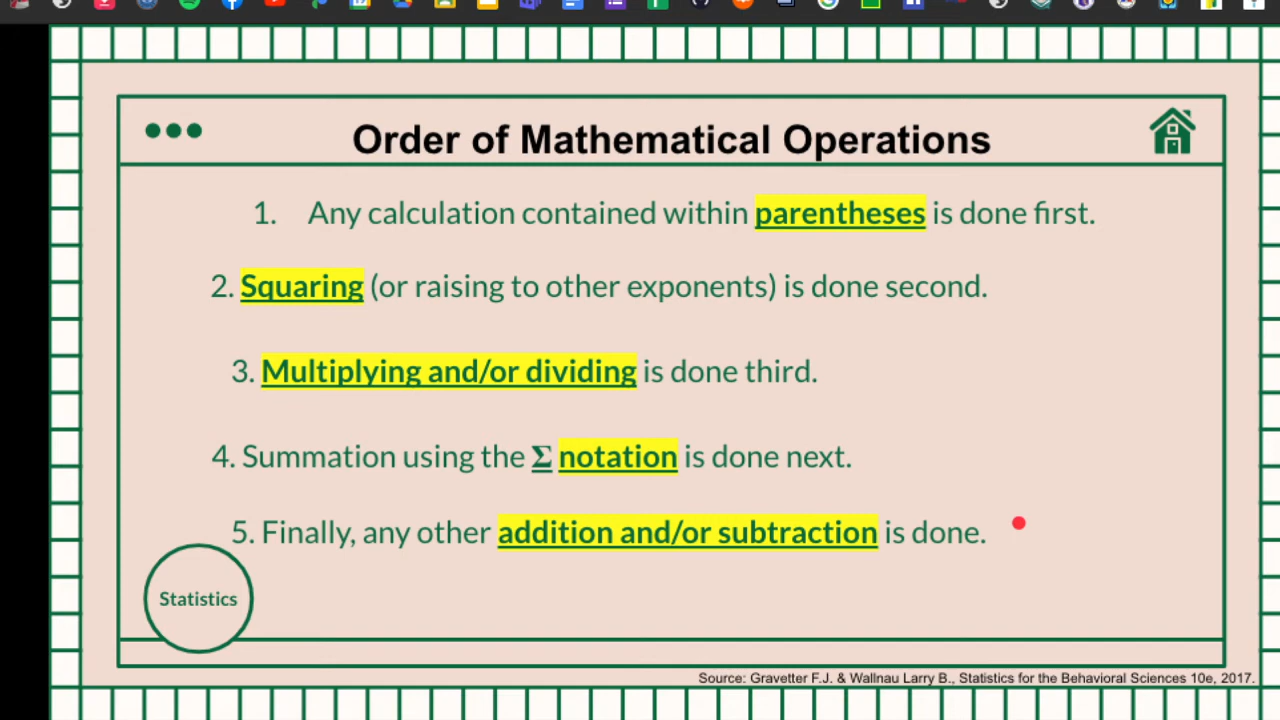 Order of Mathematical Operations
1. Any calculation contained within parentheses is done first.
2. Squaring (or raising to other exponents) is done second.
3. Multiplying and/or dividing is done third.
4. Summation using the Σ notation is done next.
5. Finally, any other addition and/or subtraction is done.
Statistics
Source: Gravetter F.J. & Wallnau Larry B., Statistics for the Behavioral Sciences 10e, 2017.